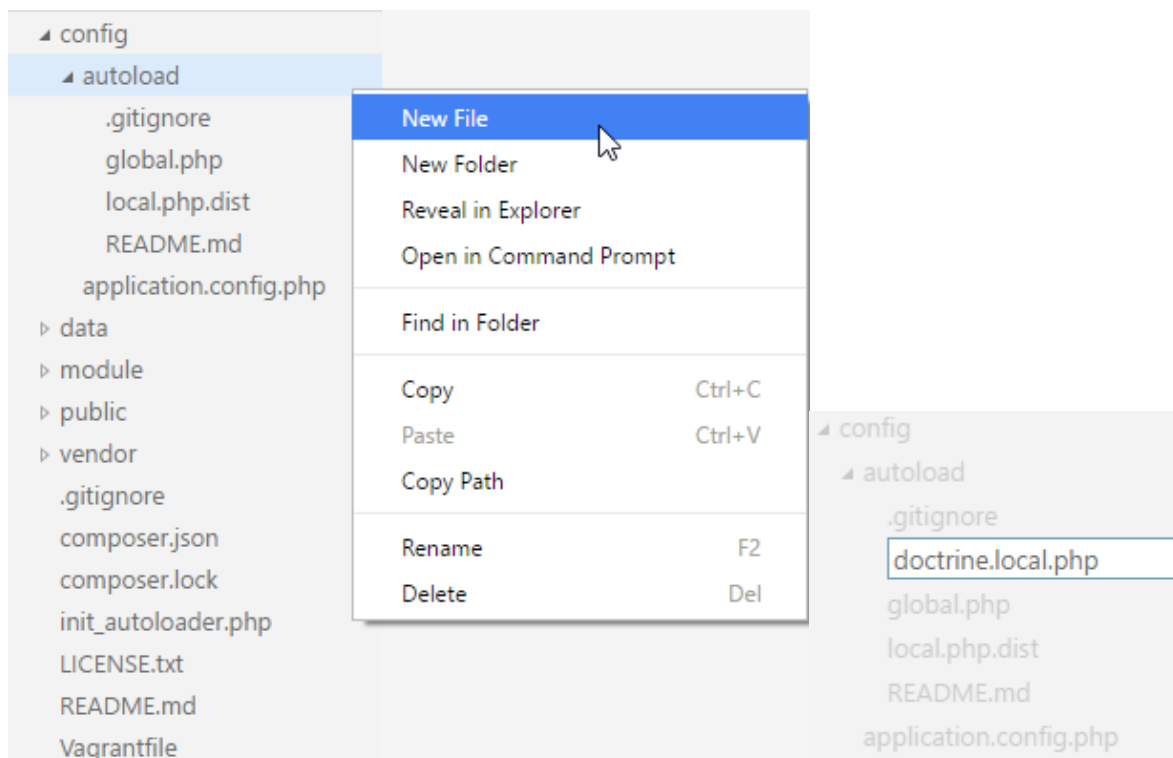 config
autoload
.gitignore
global.php
local.php.dist
README.md
application.config.php
data
module
public
vendor
.gitignore
composer.json
composer.lock
init_autoloader.php
LICENSE.txt
README.md
Vagrantfile
New File
New Folder
Reveal in Explorer
Open in Command Prompt
Find in Folder
Copy Ctrl+C
Paste Ctrl+V
Copy Path
Rename F2
Delete Del
config
autoload
.gitignore
doctrine.local.php
global.php
local.php.dist
README.md
application.config.php